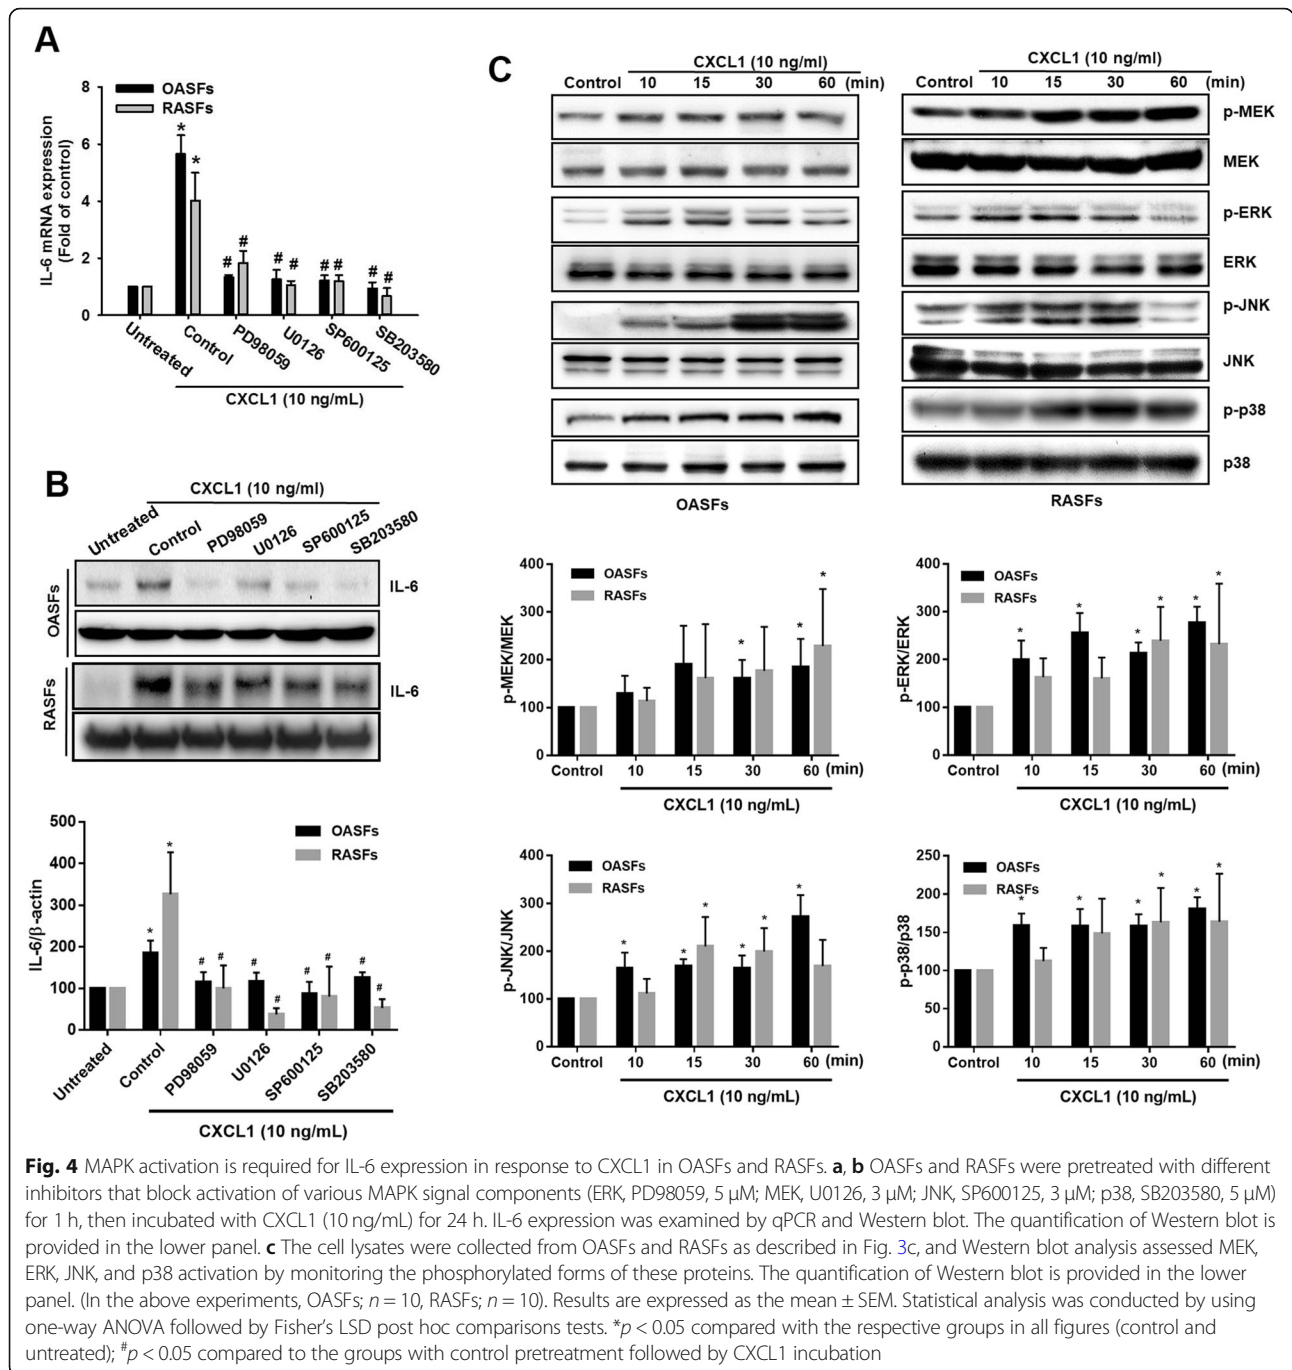 A
IL-6 mRNA expression
(Fold of control)
8
6
4
2
0
OASFs
RASFs
* *
# # # # # # # #
Untreated
Control
PD98059
U0126
SP600125
SB203580
CXCL1 (10 ng/mL)
B
CXCL1 (10 ng/ml)
Untreated
Control
PD98059
U0126
SP600125
SB203580
OASFs
IL-6
RASFs
IL-6
IL-6/β-actin
500
400
300
200
100
0
OASFs
RASFs
* *
# # # # # # # #
Untreated
Control
PD98059
U0126
SP600125
SB203580
CXCL1 (10 ng/mL)
C
CXCL1 (10 ng/ml)
Control 10 15 30 60 (min)
CXCL1 (10 ng/ml)
Control 10 15 30 60 (min)
p-MEK
MEK
p-ERK
ERK
p-JNK
JNK
p-p38
p38
OASFs
RASFs
p-MEK/MEK
400
300
200
100
0
OASFs
RASFs
* * *
Control 10 15 30 60 (min)
CXCL1 (10 ng/mL)
p-ERK/ERK
400
300
200
100
0
OASFs
RASFs
* * * * * *
Control 10 15 30 60 (min)
CXCL1 (10 ng/mL)
p-JNK/JNK
400
300
200
100
0
OASFs
RASFs
* * * * * *
Control 10 15 30 60 (min)
CXCL1 (10 ng/mL)
p-p38/p38
250
200
150
100
50
0
OASFs
RASFs
* * * * * *
Control 10 15 30 60 (min)
CXCL1 (10 ng/mL)
Fig. 4 MAPK activation is required for IL-6 expression in response to CXCL1 in OASFs and RASFs. a, b OASFs and RASFs were pretreated with different
inhibitors that block activation of various MAPK signal components (ERK, PD98059, 5 μM; MEK, U0126, 3 μM; JNK, SP600125, 3 μM; p38, SB203580, 5 μM)
for 1 h, then incubated with CXCL1 (10 ng/mL) for 24 h. IL-6 expression was examined by qPCR and Western blot. The quantification of Western blot is
provided in the lower panel. c The cell lysates were collected from OASFs and RASFs as described in Fig. 3c, and Western blot analysis assessed MEK,
ERK, JNK, and p38 activation by monitoring the phosphorylated forms of these proteins. The quantification of Western blot is provided in the lower
panel. (In the above experiments, OASFs; n = 10, RASFs; n = 10). Results are expressed as the mean ± SEM. Statistical analysis was conducted by using
one-way ANOVA followed by Fisher's LSD post hoc comparisons tests. *p < 0.05 compared with the respective groups in all figures (control and
untreated); #p < 0.05 compared to the groups with control pretreatment followed by CXCL1 incubation